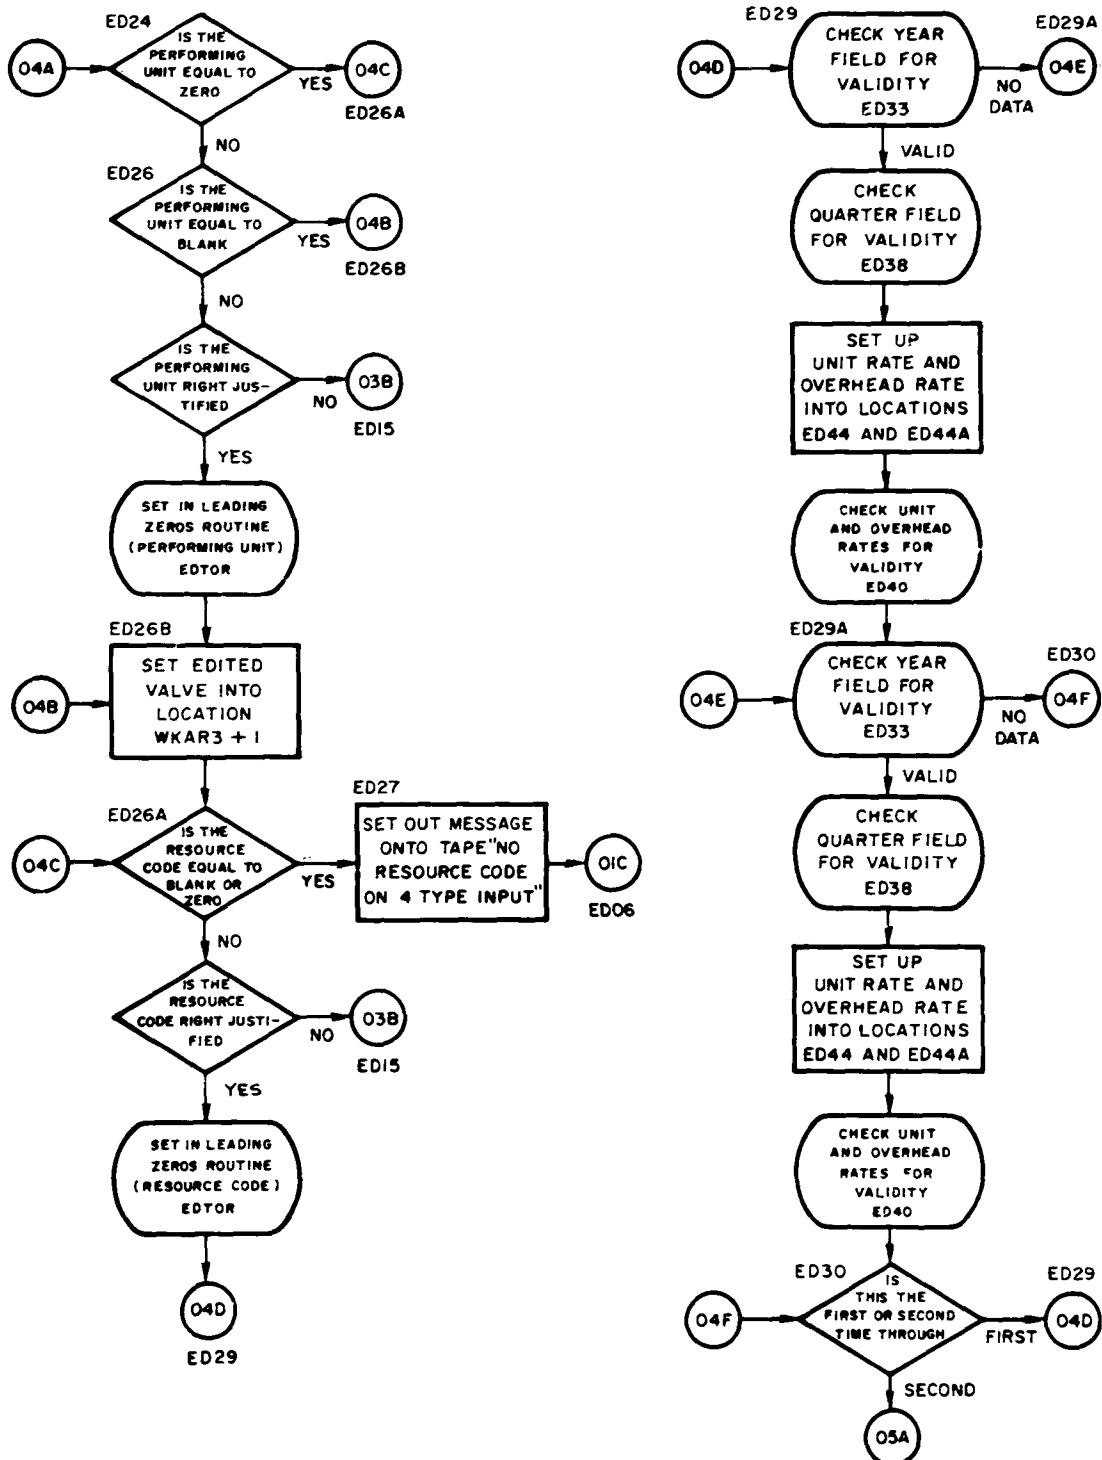 ED24
IS THE
PERFORMING
UNIT EQUAL TO
ZERO
04A
YES
04C
ED26A
NO
ED26
IS THE
PERFORMING
UNIT EQUAL TO
BLANK
YES
04B
ED26B
NO
IS THE
PERFORMING
UNIT RIGHT JUS-
TIFIED
NO
03B
ED15
YES
SET IN LEADING
ZEROS ROUTINE
(PERFORMING UNIT)
EDTOR
ED26B
04B
SET EDITED
VALVE INTO
LOCATION
WKAR3 + 1
ED26A
04C
IS THE
RESOURCE
CODE EQUAL TO
BLANK OR
ZERO
YES
ED27
SET OUT MESSAGE
ONTO TAPE "NO
RESOURCE CODE
ON 4 TYPE INPUT"
01C
ED06
NO
IS THE
RESOURCE
CODE RIGHT JUSTI-
FIED
NO
03B
ED15
YES
SET IN LEADING
ZEROS ROUTINE
(RESOURCE CODE)
EDTOR
04D
ED29
ED29
04D
CHECK YEAR
FIELD FOR
VALIDITY
ED33
NO
DATA
ED29A
04E
VALID
CHECK
QUARTER FIELD
FOR VALIDITY
ED38
SET UP
UNIT RATE AND
OVERHEAD RATE
INTO LOCATIONS
ED44 AND ED44A
CHECK UNIT
AND OVERHEAD
RATES FOR
VALIDITY
ED40
ED29A
04E
CHECK YEAR
FIELD FOR
VALIDITY
ED33
NO
DATA
ED30
04F
VALID
CHECK
QUARTER FIELD
FOR VALIDITY
ED38
SET UP
UNIT RATE AND
OVERHEAD RATE
INTO LOCATIONS
ED44 AND ED44A
CHECK UNIT
AND OVERHEAD
RATES FOR
VALIDITY
ED40
ED30
04F
IS
THIS THE
FIRST OR SECOND
TIME THROUGH
FIRST
ED29
04D
SECOND
05A